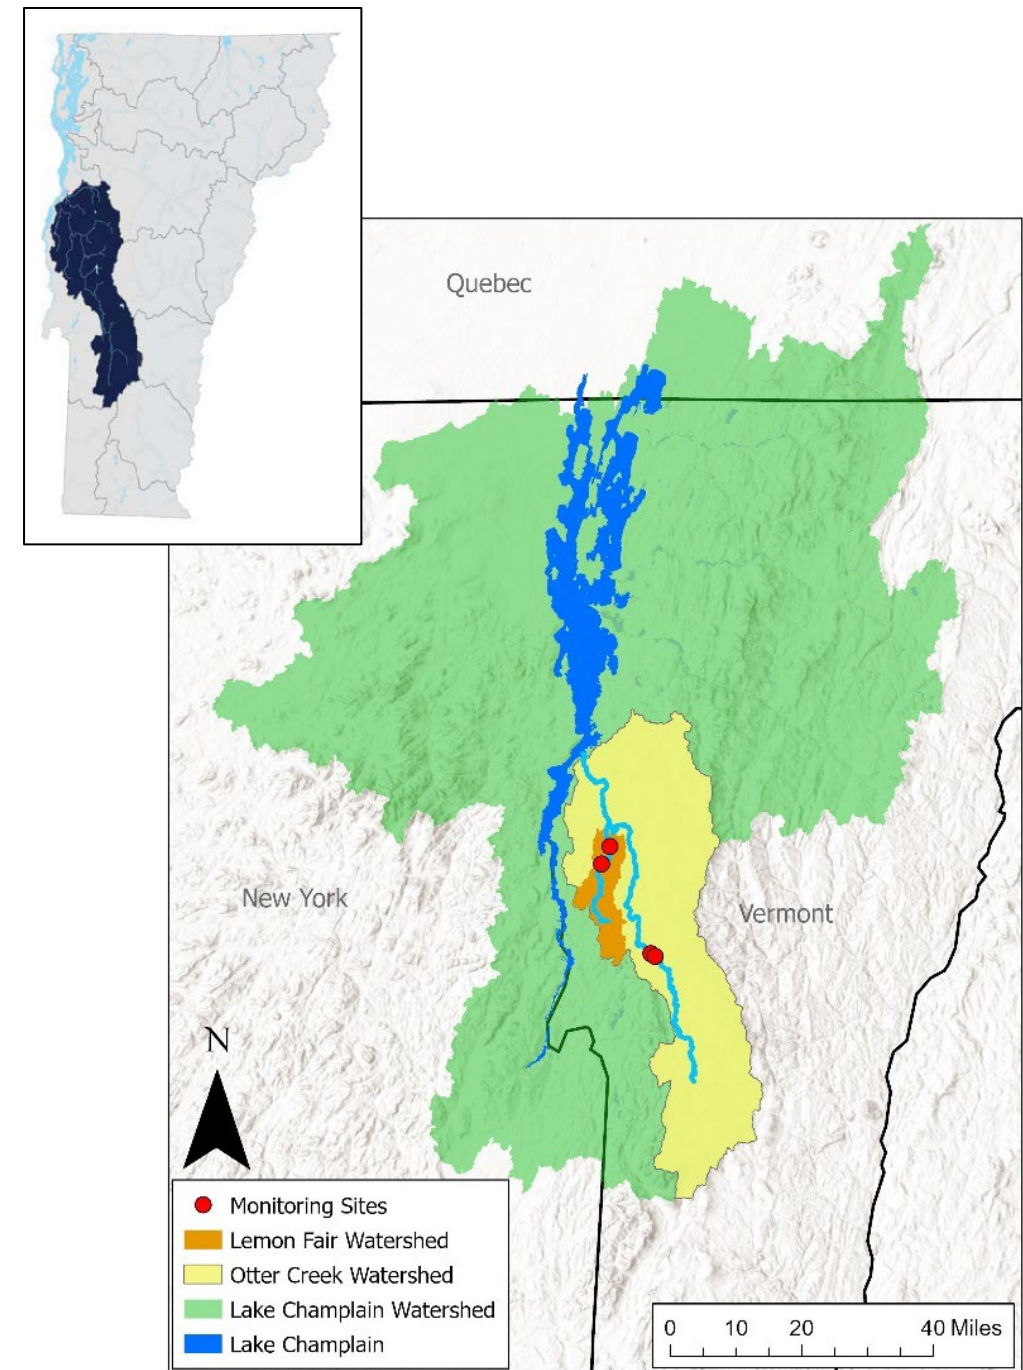 Quebec
New York
Vermont
N
Monitoring Sites
Lemon Fair Watershed
Otter Creek Watershed
Lake Champlain Watershed
Lake Champlain
0 10 20 40 Miles